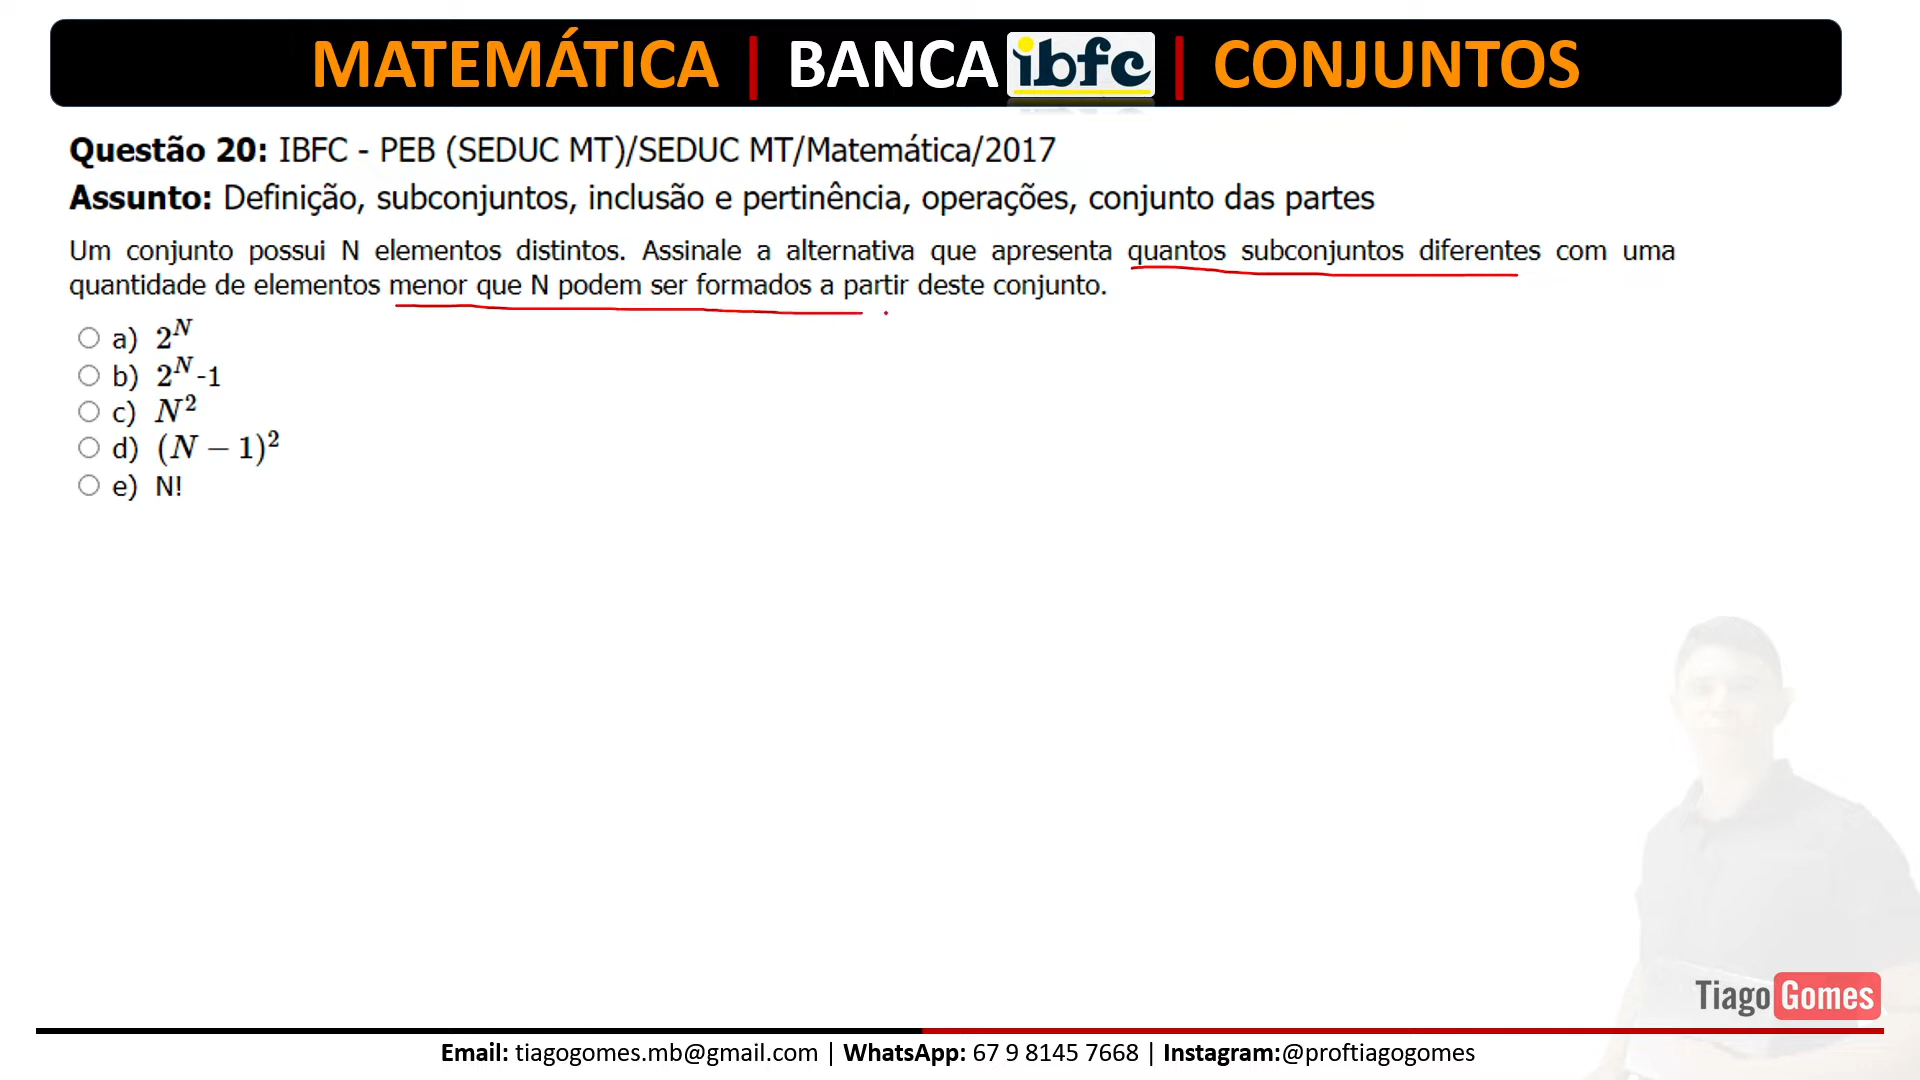 MATEMÁTICA | BANCA ibfc | CONJUNTOS
Questão 20: IBFC - PEB (SEDUC MT)/SEDUC MT/Matemática/2017
Assunto: Definição, subconjuntos, inclusão e pertinência, operações, conjunto das partes
Um conjunto possui N elementos distintos. Assinale a alternativa que apresenta quantos subconjuntos diferentes com uma
quantidade de elementos menor que N podem ser formados a partir deste conjunto.
a) 2^N
b) 2^N -1
c) N^2
d) (N − 1)^2
e) N!
Tiago Gomes
Email: tiagogomes.mb@gmail.com | WhatsApp: 67 9 8145 7668 | Instagram:@proftiagogomes